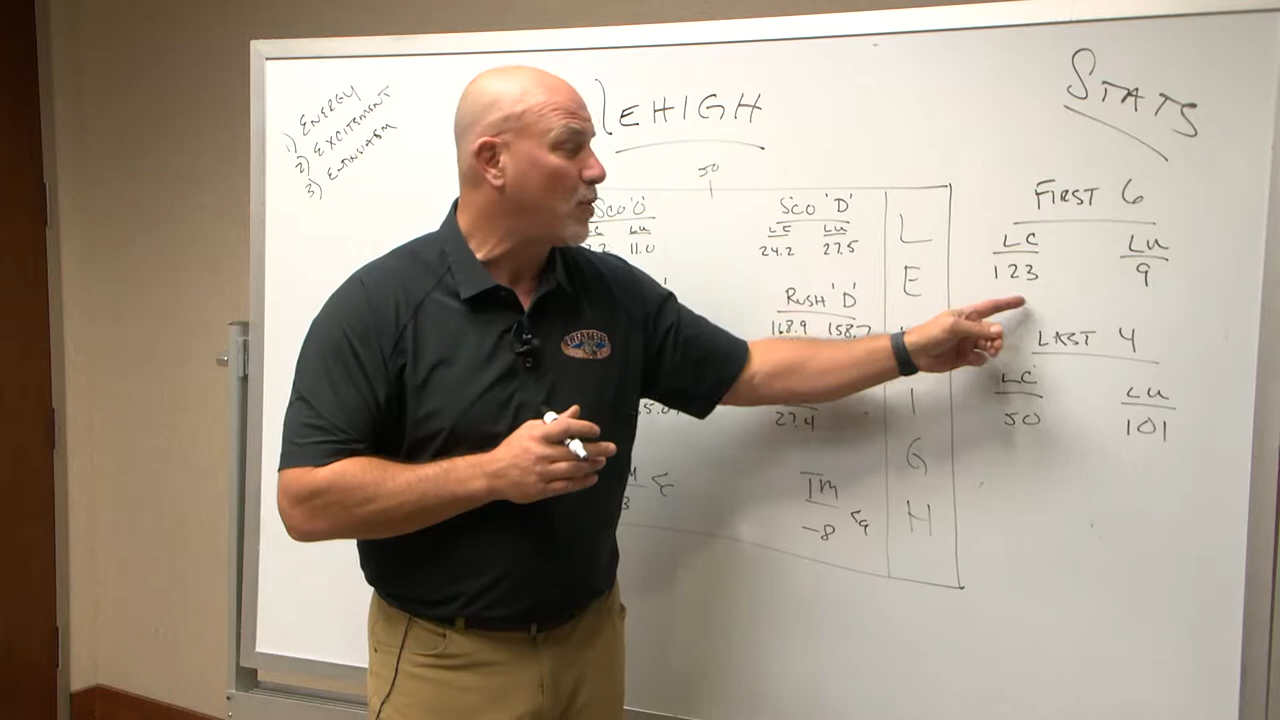 1) ENERGY
2) EXCITEMENT
3) ENTHSIASM
LEHIGH
50
SCO 'O'
LU
11.0
SCO 'D'
LC LU
24.2 27.5
RUSH 'D'
168.9 158.7
27.4
TM
-8
L
E
I
G
H
STATS
FIRST 6
LC LU
123 9
LAST 4
LC LU
50 101
LAFAYETTE